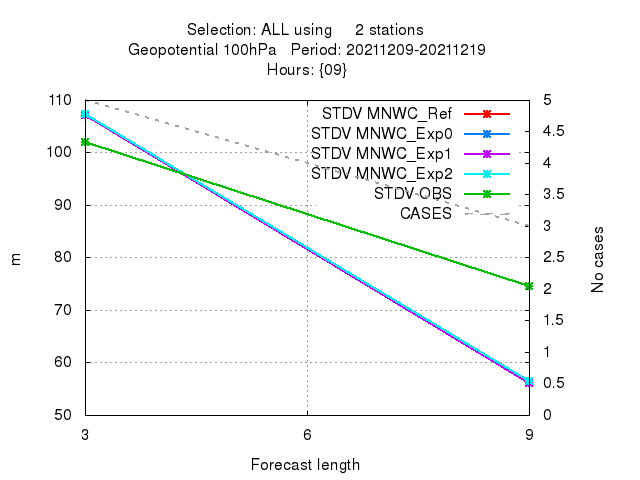 Selection: ALL using 2 stations
Geopotential 100hPa Period: 20211209-20211219
Hours: {09}
110
100
90
80
70
60
50
m
3
6
9
Forecast length
5
4.5
4
3.5
3
2.5
2
1.5
1
0.5
0
No cases
STDV MNWC_Ref
STDV MNWC_Exp0
STDV MNWC_Exp1
STDV MNWC_Exp2
STDV OBS
CASES